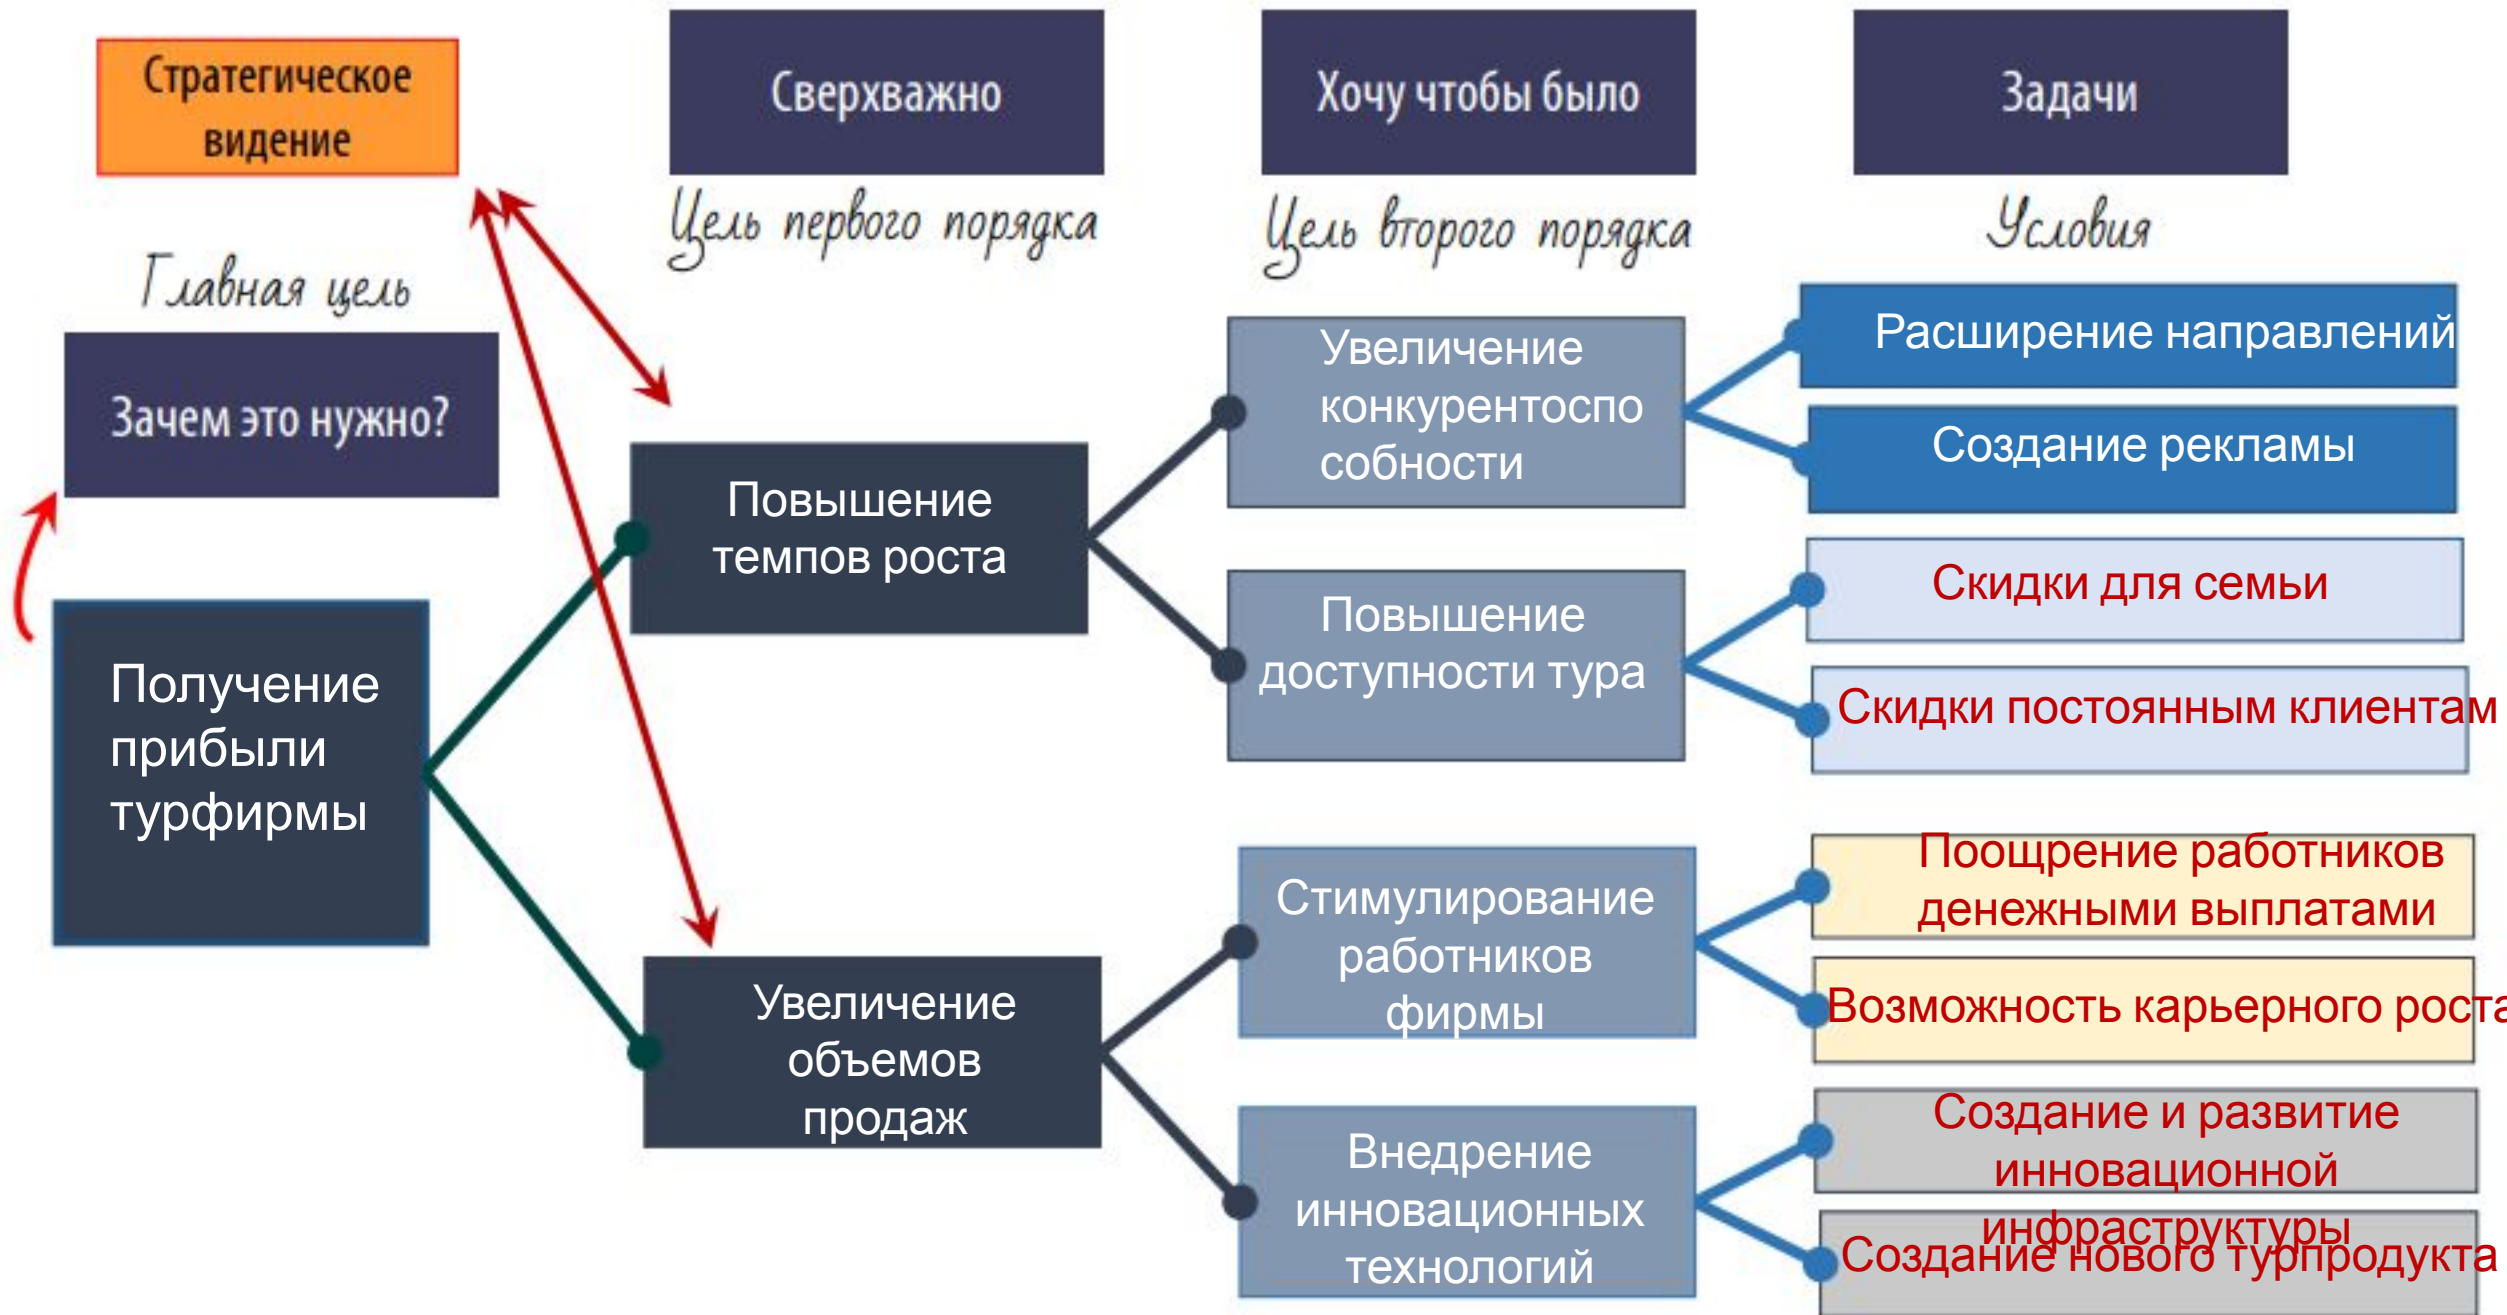 Стратегическое
видение
Сверхважно
Хочу чтобы было
Задачи
Цель первого порядка
Цель второго порядка
Условия
Главная цель
Зачем это нужно?
Получение
прибыли
турфирмы
Повышение
темпов роста
Увеличение
объемов
продаж
Увеличение
конкурентоспо
собности
Повышение
доступности тура
Стимулирование
работников
фирмы
Внедрение
инновационных
технологий
Расширение направлений
Создание рекламы
Скидки для семьи
Скидки постоянным клиентам
Поощрение работников
денежными выплатами
Возможность карьерного роста
Создание и развитие
инновационной
инфраструктуры
Создание нового турпродукта